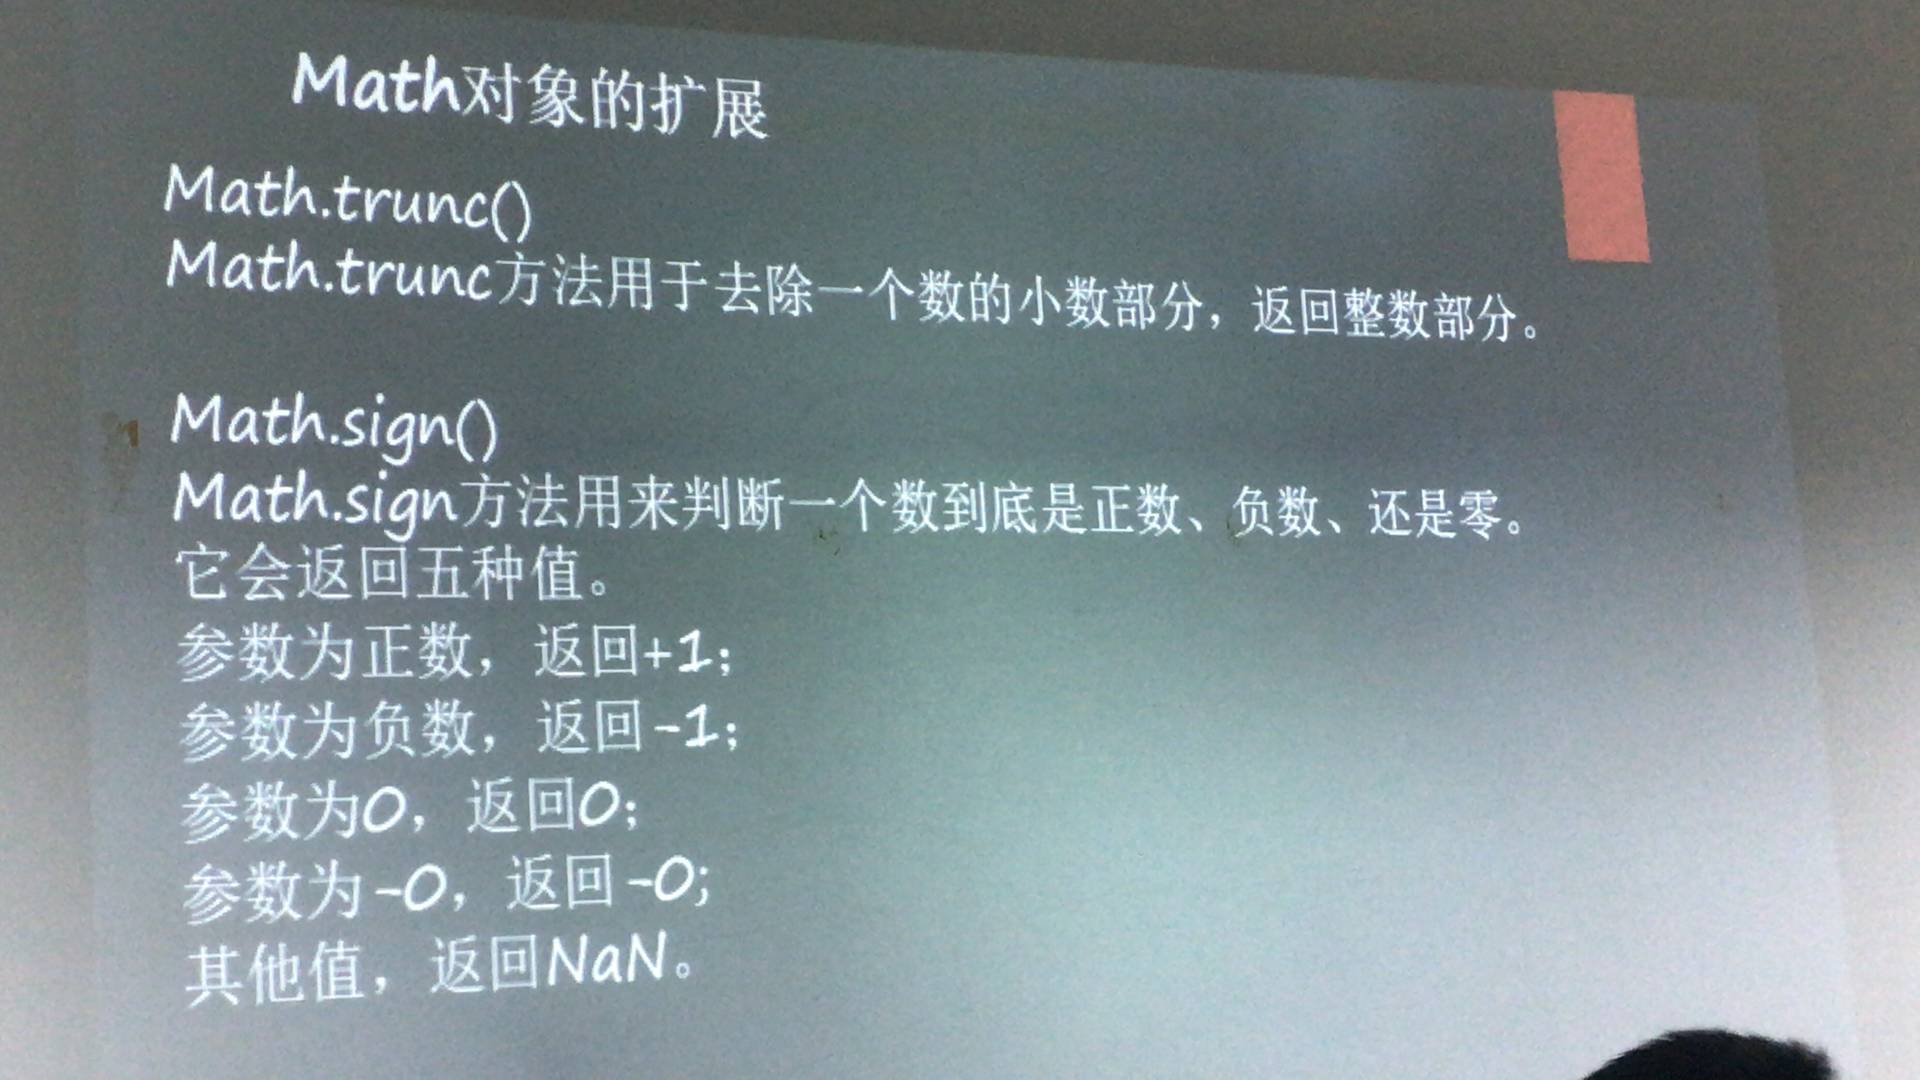 Math对象的扩展
Math.trunc()
Math.trunc方法用于去除一个数的小数部分，返回整数部分。
Math.sign()
Math.sign方法用来判断一个数到底是正数、负数、还是零。
它会返回五种值。
参数为正数，返回+1;
参数为负数，返回-1;
参数为0，返回0;
参数为-0，返回-0;
其他值，返回NaN。